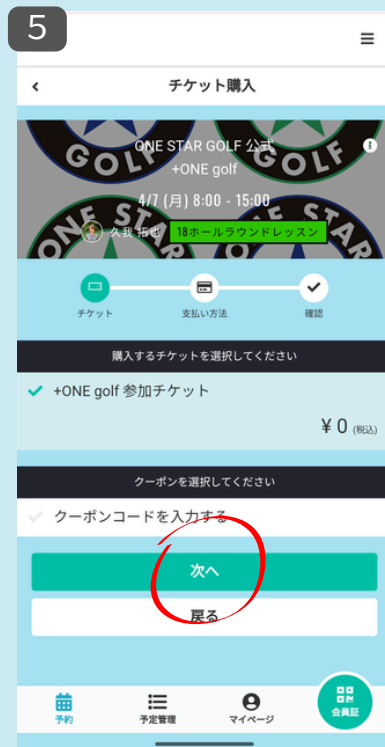 5
チケット購入
ONE STAR GOLF 公式
+ONE golf
4/7 (月) 8:00 - 15:00
久我 拓也
18ホールラウンドレッスン
GOLF
GOLF
ONE STAR
ONE STAR
チケット
支払い方法
確認
購入するチケットを選択してください
+ONE golf 参加チケット
¥ 0 (税込)
クーポンを選択してください
クーポンコードを入力する
次へ
戻る
予約
予定管理
マイページ
会員証